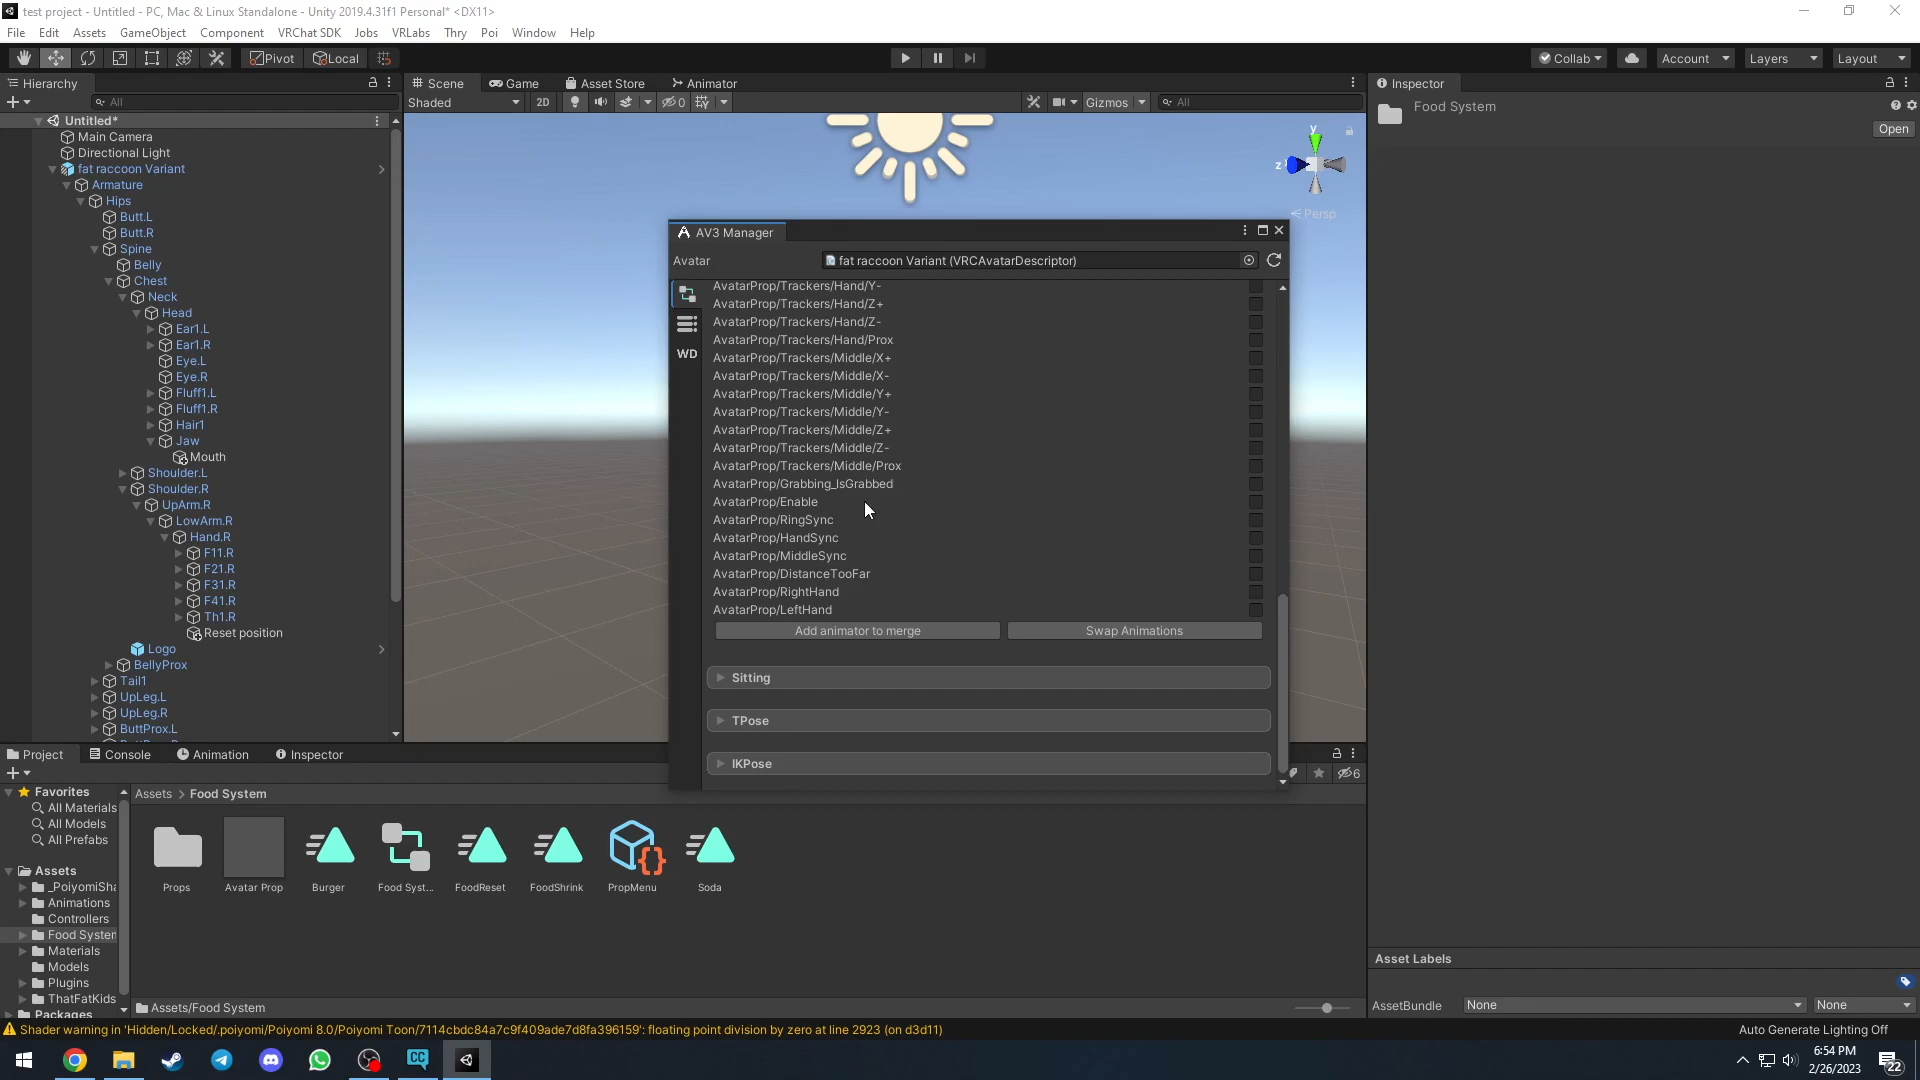 test project - Untitled - PC, Mac & Linux Standalone - Unity 2019.4.31f1 Personal* <DX11>
File Edit Assets GameObject Component VRChat SDK Jobs VRLabs Thry Poi Window Help
Pivot Local Collab Account Layers Layout
Hierarchy Scene Game Asset Store Animator Inspector
All Shaded 2D 0 Gizmos All
Food System
Open
Untitled*
Main Camera
Directional Light
fat raccoon Variant
Armature
Hips
Butt.L
Butt.R
Spine
Belly
Chest
Neck
Head
Ear1.L
Ear1.R
Eye.L
Eye.R
Fluff1.L
Fluff1.R
Hair1
Jaw
Mouth
Shoulder.L
Shoulder.R
UpArm.R
LowArm.R
Hand.R
F11.R
F21.R
F31.R
F41.R
Th1.R
Reset position
Logo
BellyProx
Tail1
UpLeg.L
UpLeg.R
ButtProx.L
y
z
Persp
AV3 Manager
Avatar fat raccoon Variant (VRCAvatarDescriptor)
WD
AvatarProp/Trackers/Hand/Y-
AvatarProp/Trackers/Hand/Z+
AvatarProp/Trackers/Hand/Z-
AvatarProp/Trackers/Hand/Prox
AvatarProp/Trackers/Middle/X+
AvatarProp/Trackers/Middle/X-
AvatarProp/Trackers/Middle/Y+
AvatarProp/Trackers/Middle/Y-
AvatarProp/Trackers/Middle/Z+
AvatarProp/Trackers/Middle/Z-
AvatarProp/Trackers/Middle/Prox
AvatarProp/Grabbing_IsGrabbed
AvatarProp/Enable
AvatarProp/RingSync
AvatarProp/HandSync
AvatarProp/MiddleSync
AvatarProp/DistanceTooFar
AvatarProp/RightHand
AvatarProp/LeftHand
Add animator to merge Swap Animations
Sitting
TPose
IKPose
Project Console Animation Inspector
6
Favorites
All Materials
All Models
All Prefabs
Assets
_PoiyomiSha
Animations
Controllers
Food System
Materials
Models
Plugins
ThatFatKids
Packages
Assets > Food System
Props Avatar Prop Burger Food Syst... FoodReset FoodShrink PropMenu Soda
Assets/Food System
Asset Labels
AssetBundle None None
Shader warning in 'Hidden/Locked/.poiyomi/Poiyomi 8.0/Poiyomi Toon/7114cbdc84a7c9f409ade7d8fa396159': floating point division by zero at line 2923 (on d3d11)
Auto Generate Lighting Off
CC
6:54 PM
2/26/2023
22